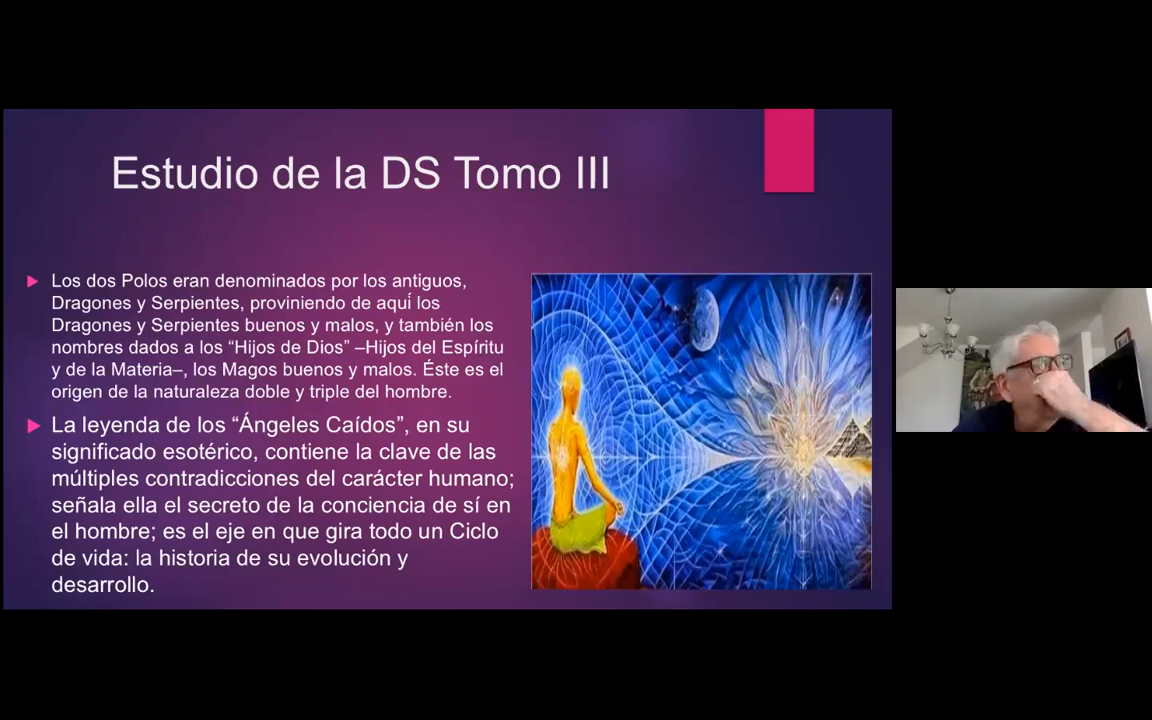 Estudio de la DS Tomo III
Los dos Polos eran denominados por los antiguos,
Dragones y Serpientes, proviniendo de aquí los
Dragones y Serpientes buenos y malos, y también los
nombres dados a los “Hijos de Dios” –Hijos del Espíritu
y de la Materia–, los Magos buenos y malos. Éste es el
origen de la naturaleza doble y triple del hombre.
La leyenda de los “Ángeles Caídos”, en su
significado esotérico, contiene la clave de las
múltiples contradicciones del carácter humano;
señala ella el secreto de la conciencia de sí en
el hombre; es el eje en que gira todo un Ciclo
de vida: la historia de su evolución y
desarrollo.